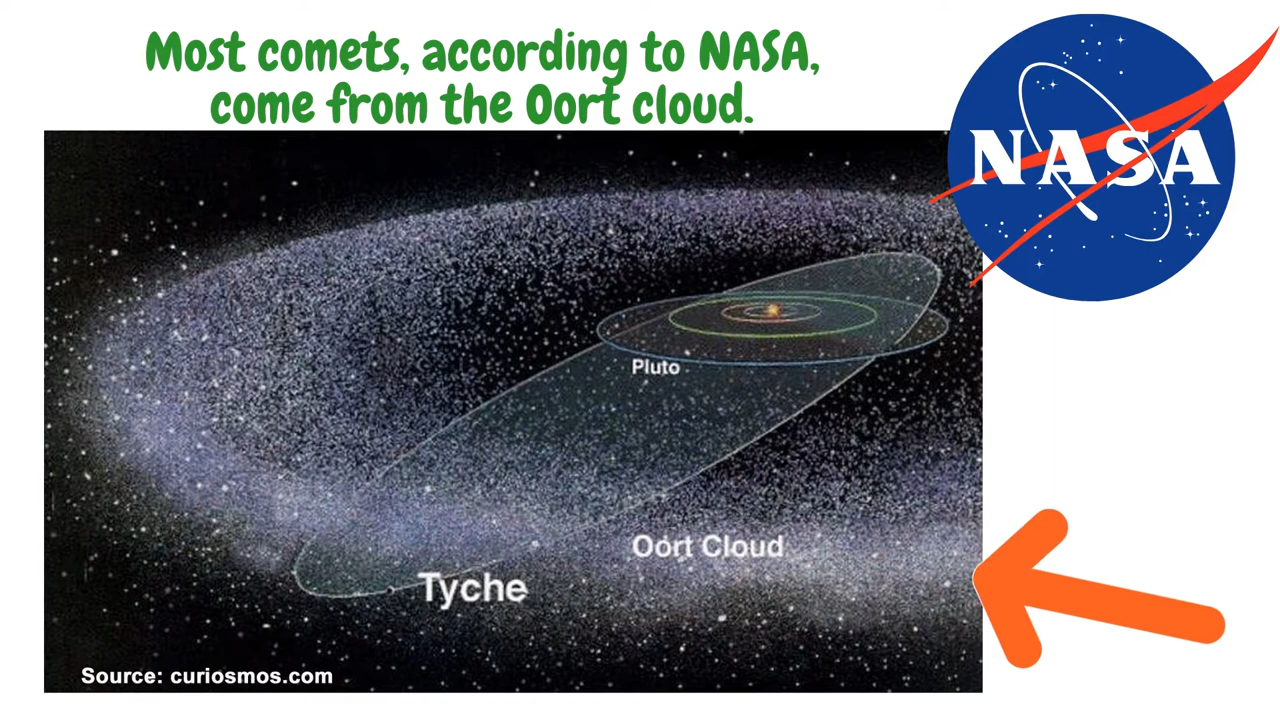 Most comets, according to NASA,
come from the Oort cloud.
NASA
Pluto
Oort Cloud
Tyche
Source: curiosmos.com